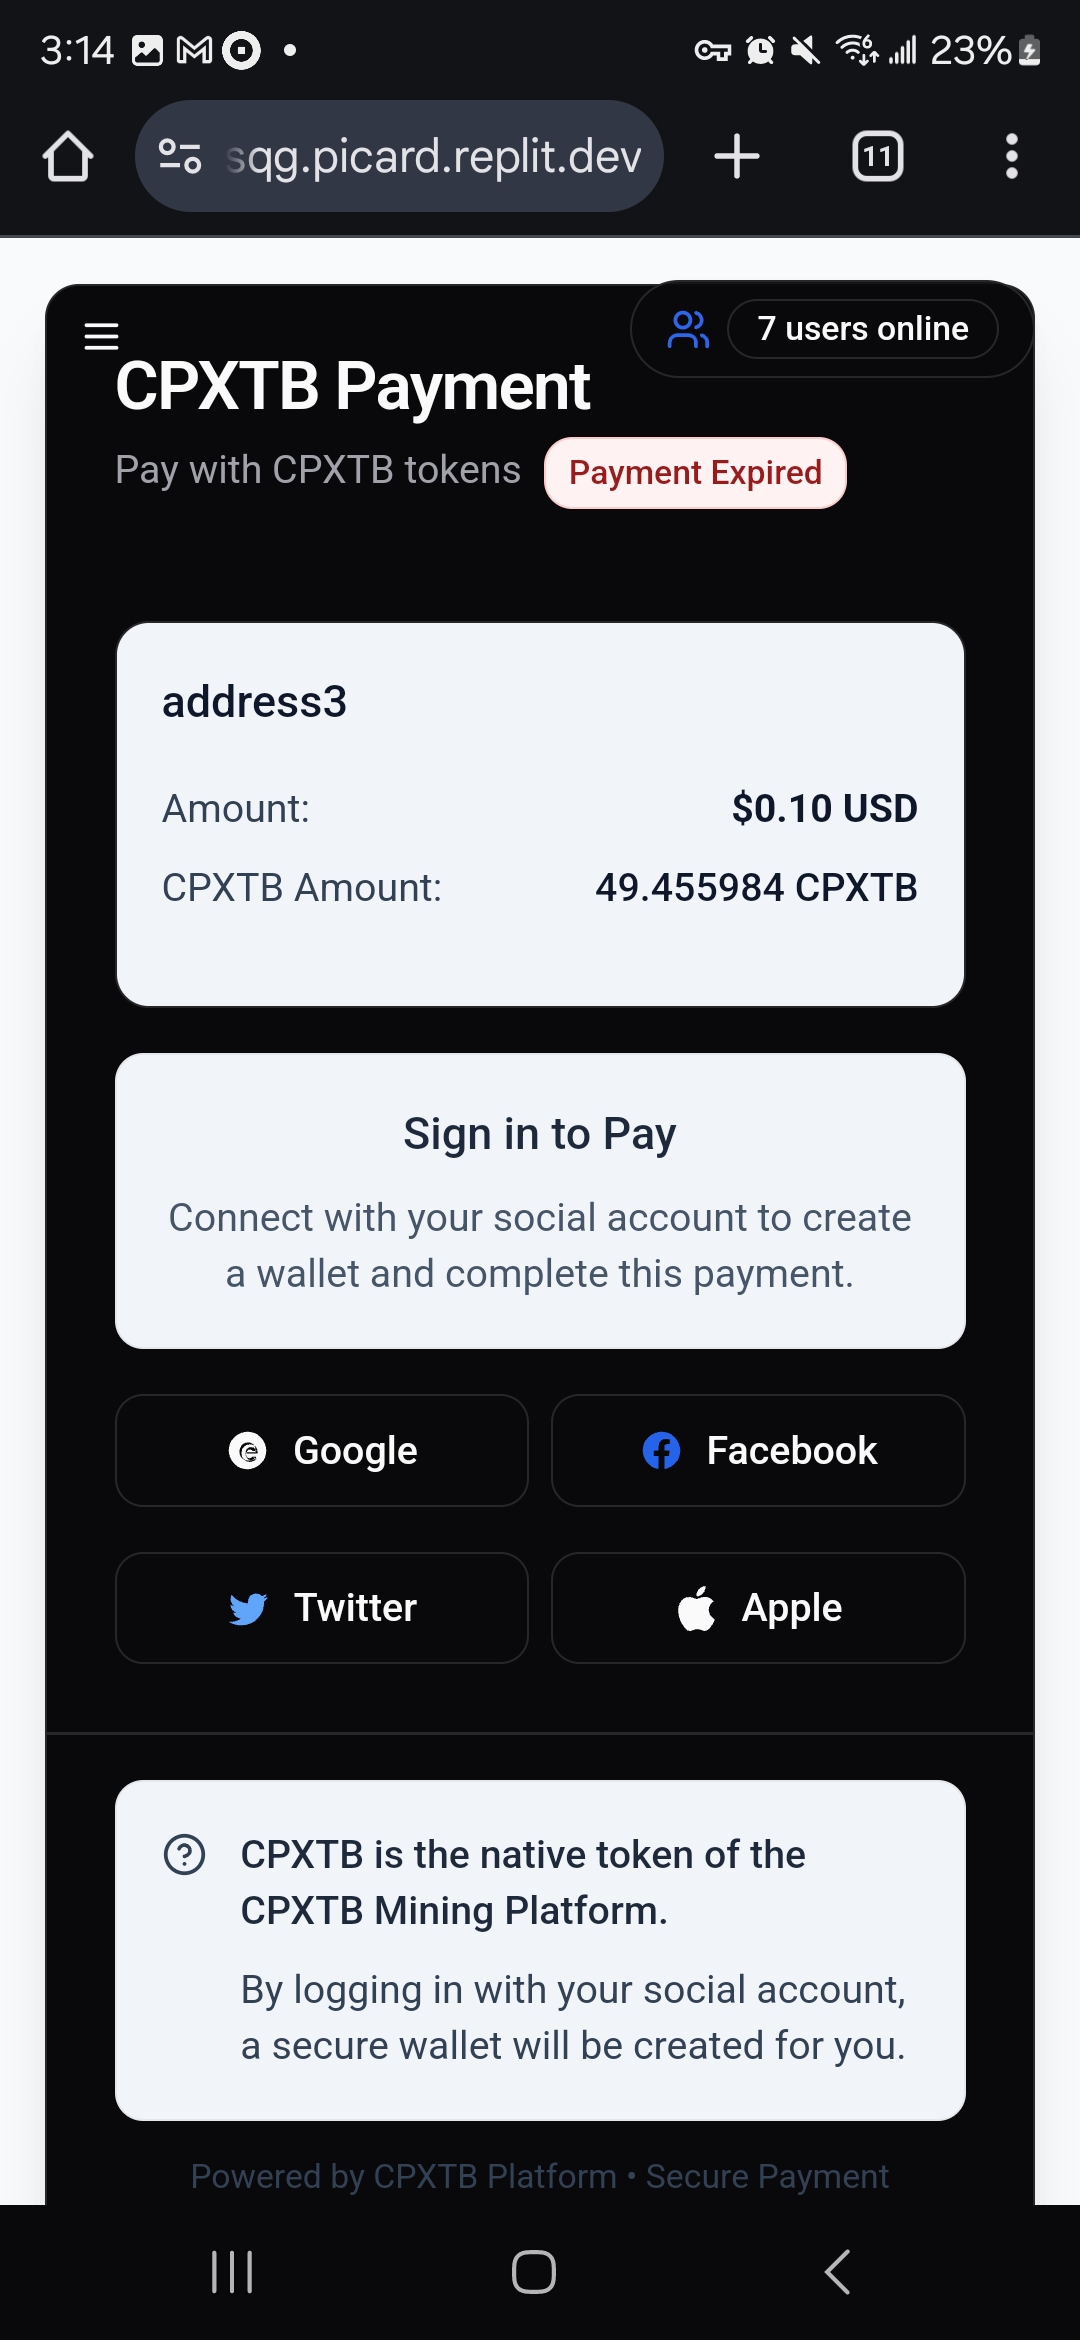 3:14
6
23%
sqg.picard.replit.dev
11
7 users online
CPXTB Payment
Pay with CPXTB tokens
Payment Expired
address3
Amount:
$0.10 USD
CPXTB Amount:
49.455984 CPXTB
Sign in to Pay
Connect with your social account to create
a wallet and complete this payment.
Google
Facebook
Twitter
Apple
CPXTB is the native token of the
CPXTB Mining Platform.
By logging in with your social account,
a secure wallet will be created for you.
Powered by CPXTB Platform • Secure Payment